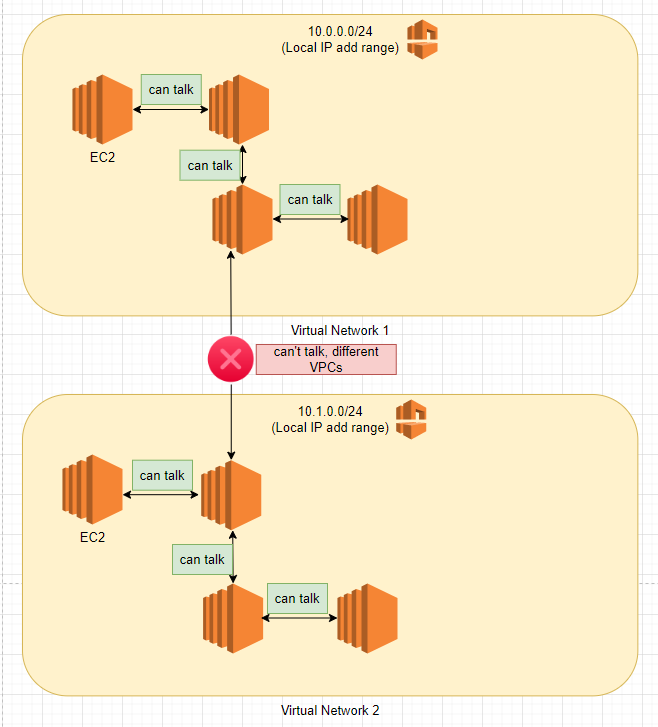 10.0.0.0/24
(Local IP add range)
can talk
EC2
can talk
can talk
Virtual Network 1
can't talk, different
VPCs
10.1.0.0/24
(Local IP add range)
can talk
EC2
can talk
can talk
Virtual Network 2